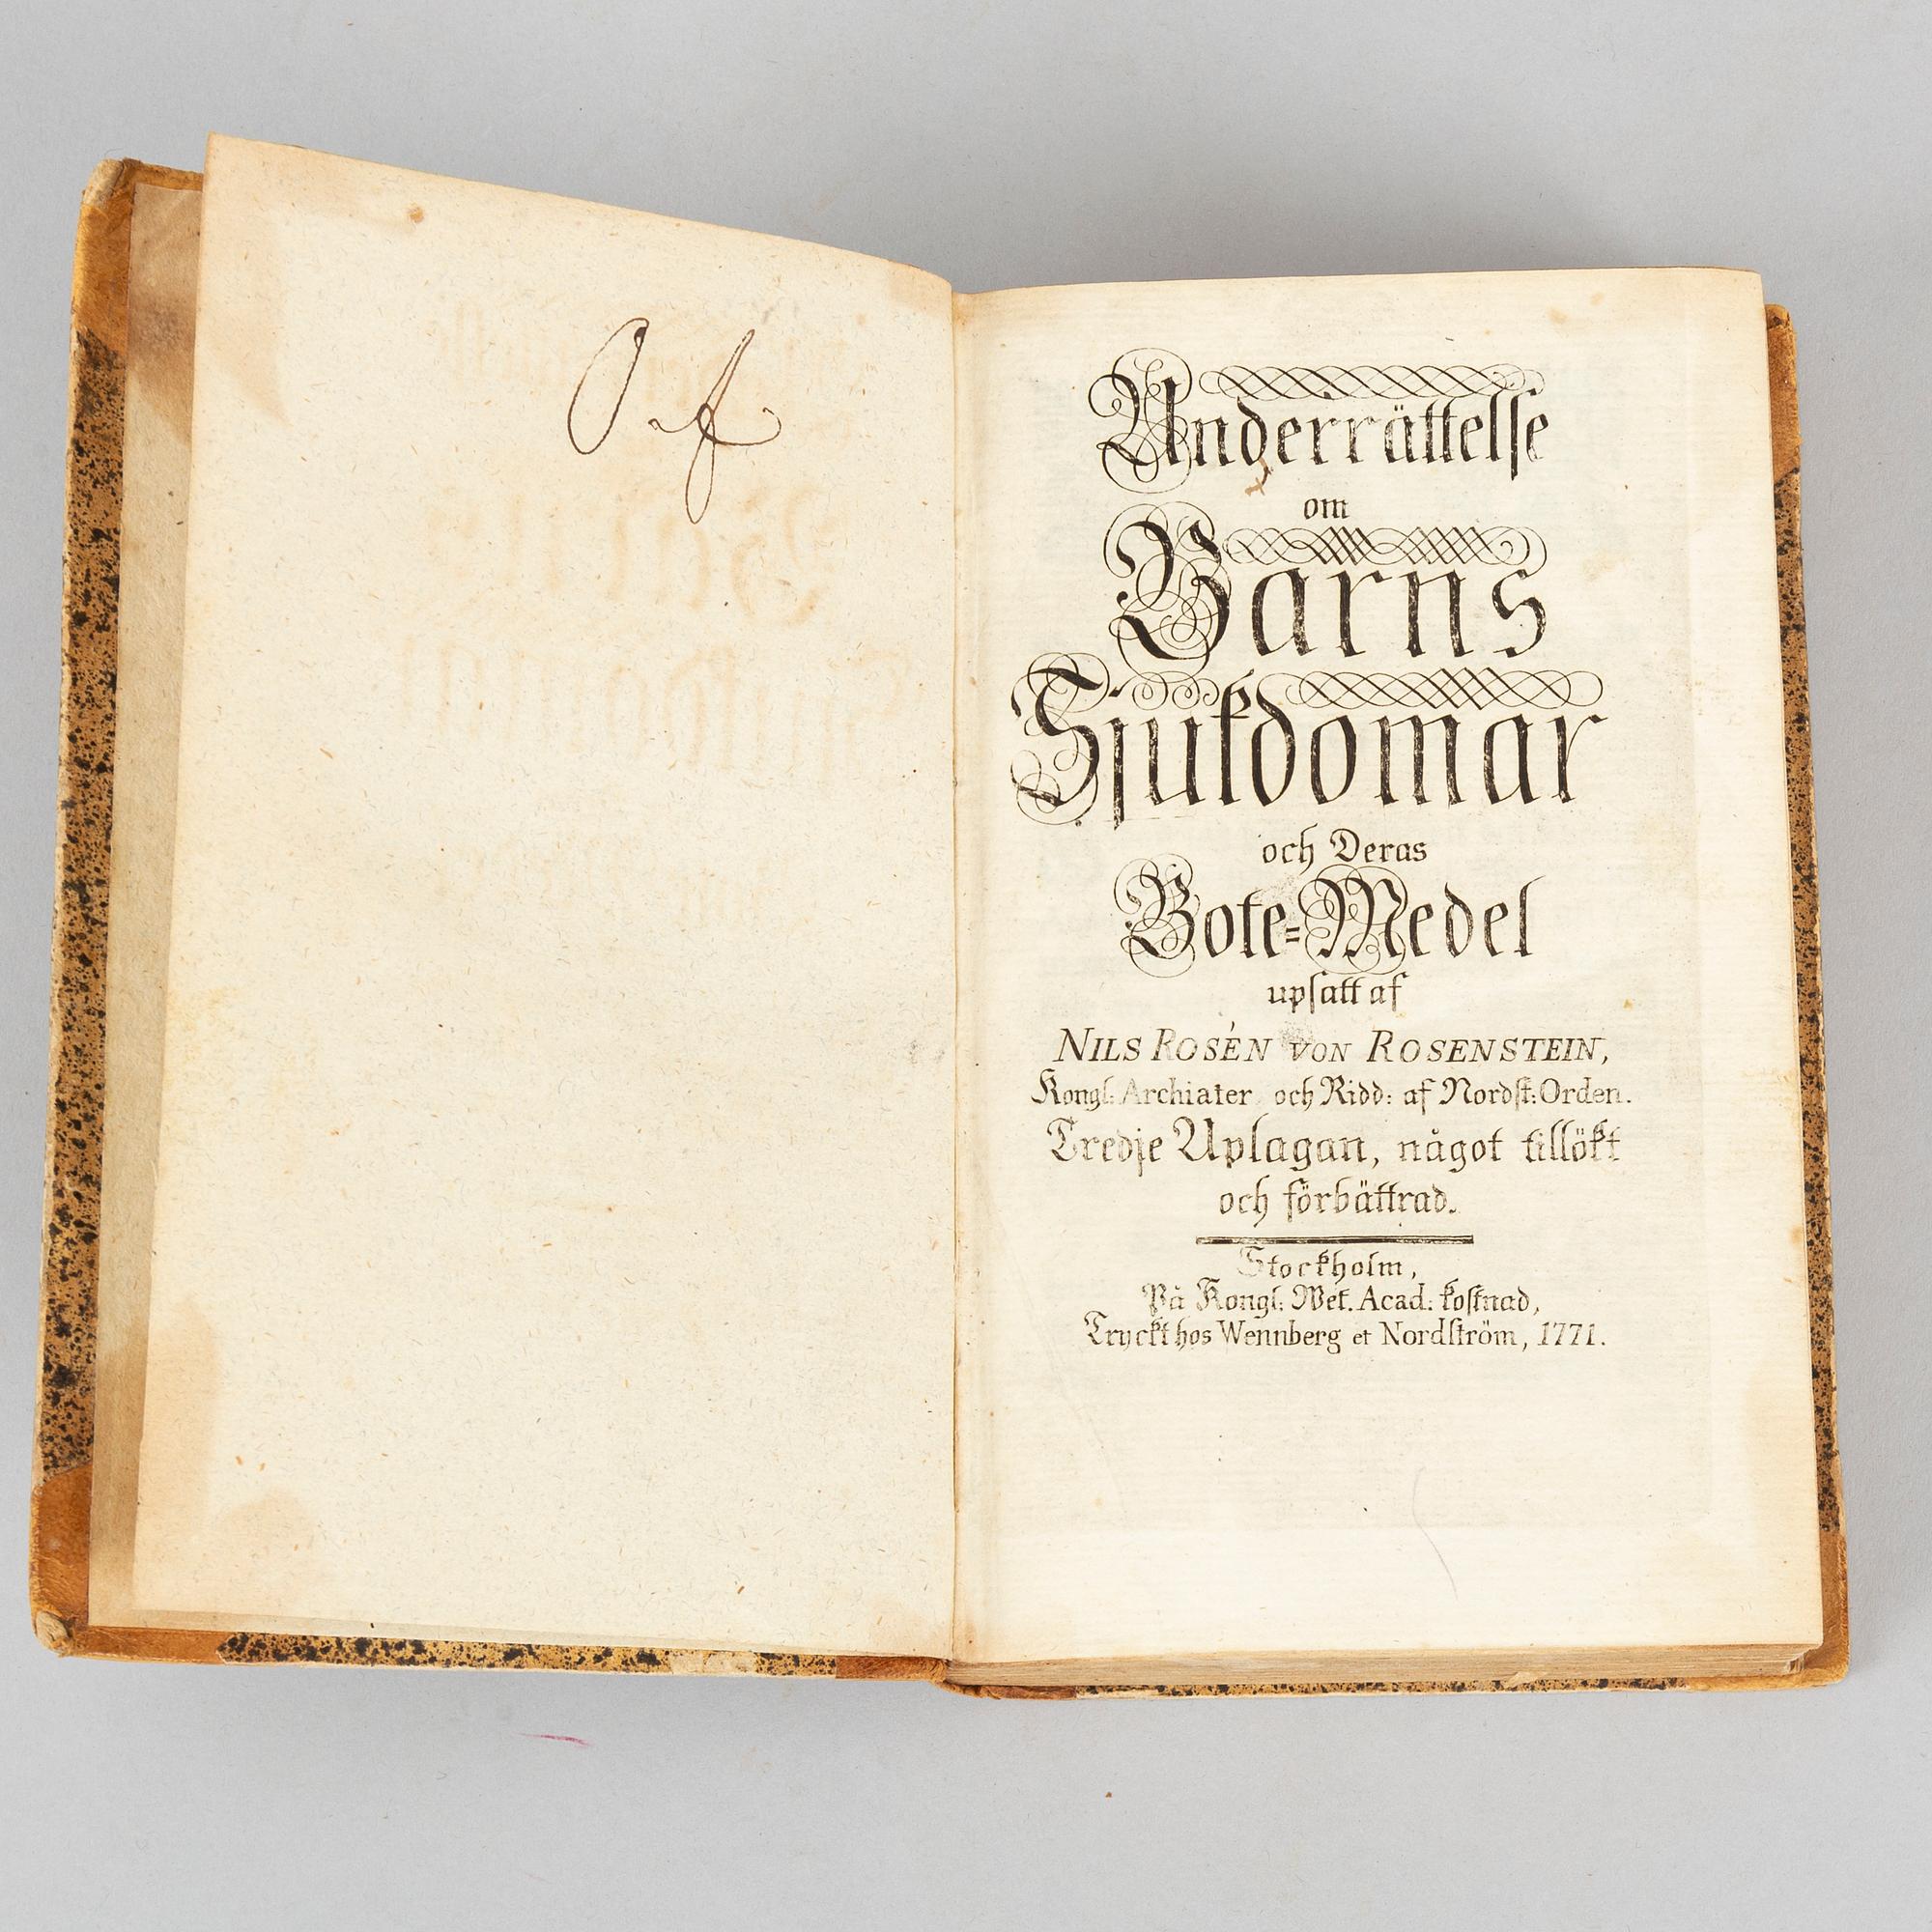 Underrättelse
om
Barns
Sjukdomar
och Deras
Bote-Medel
upsatt af
NILS ROSÉN VON ROSENSTEIN,
Kongl: Archiater och Ridd: af Nordst: Orden.
Tredje Uplagan, något tillökt
och förbättrad.
Stockholm,
På Kongl: Wet. Acad: kostnad,
Tryckt hos Wennberg et Nordström, 1771.